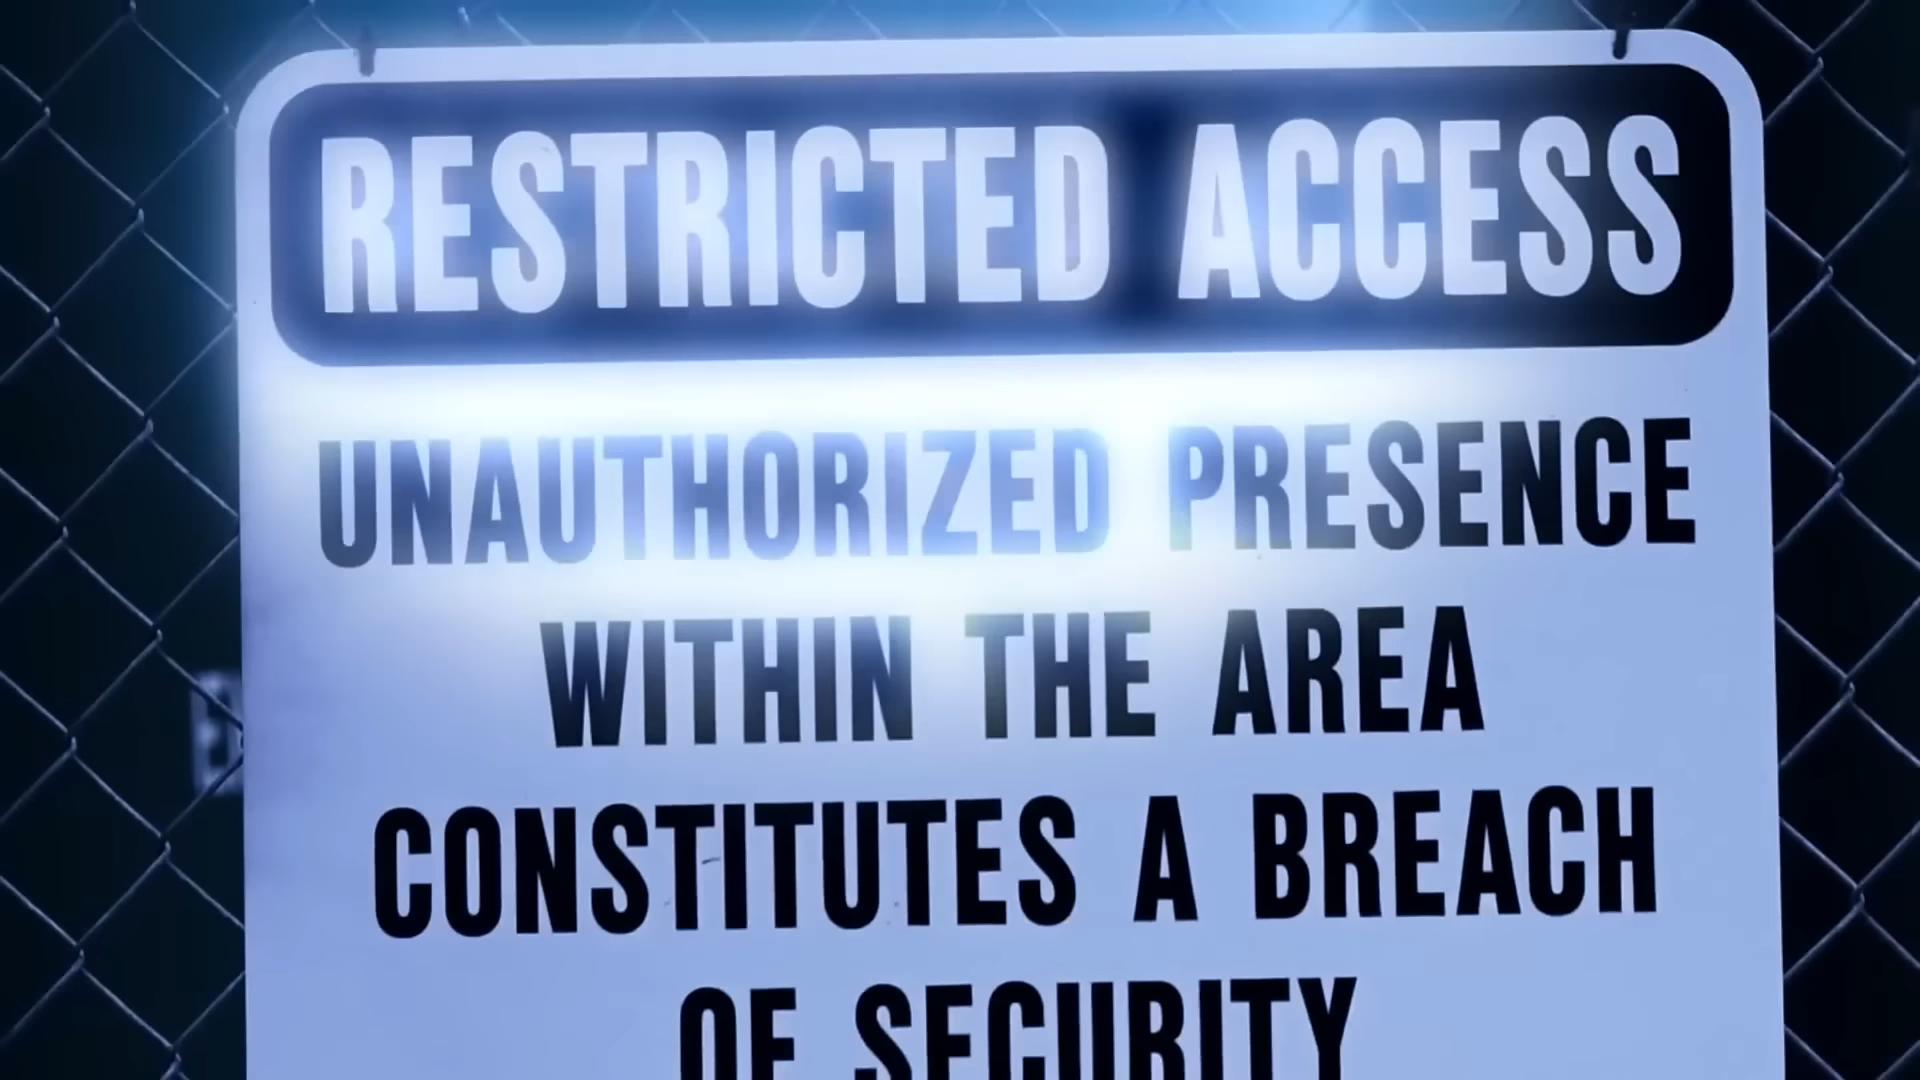 RESTRICTED ACCESS
UNAUTHORIZED PRESENCE
WITHIN THE AREA
CONSTITUTES A BREACH
OF SECURITY